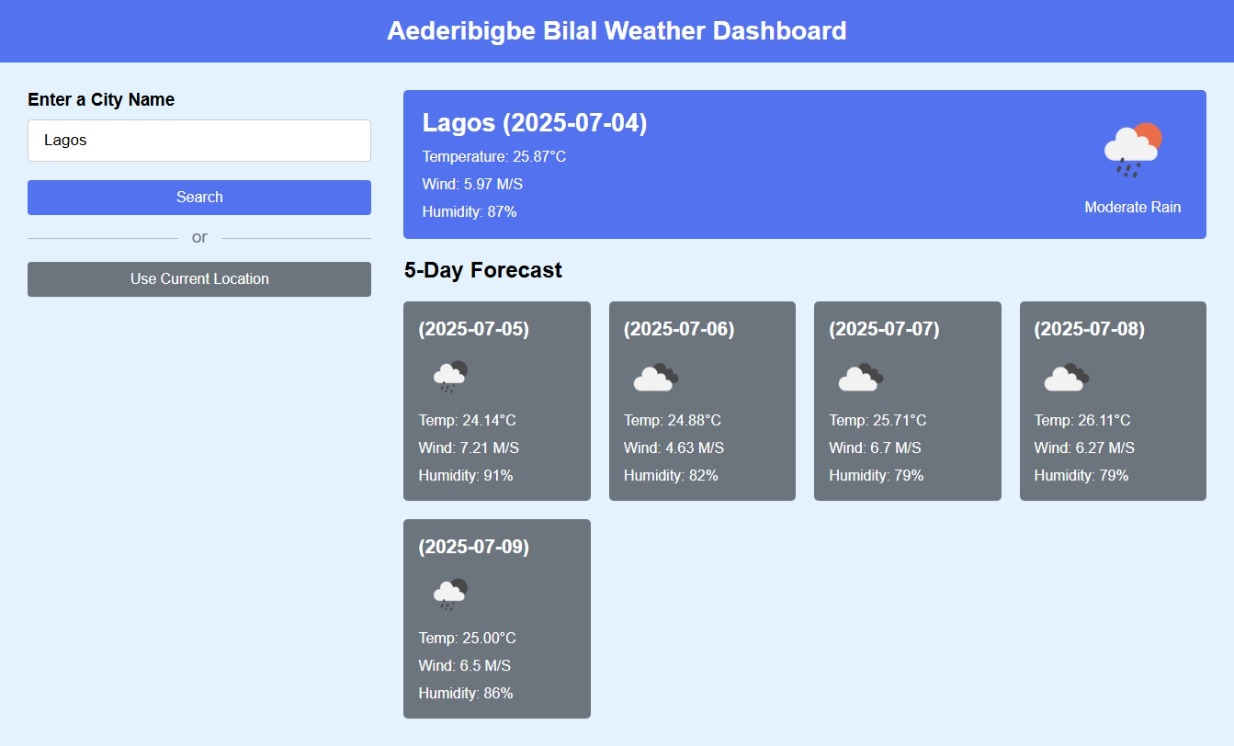 Aederibigbe Bilal Weather Dashboard
Enter a City Name
Lagos
Search
or
Use Current Location
Lagos (2025-07-04)
Temperature: 25.87°C
Wind: 5.97 M/S
Humidity: 87%
Moderate Rain
5-Day Forecast
(2025-07-05)
Temp: 24.14°C
Wind: 7.21 M/S
Humidity: 91%
(2025-07-06)
Temp: 24.88°C
Wind: 4.63 M/S
Humidity: 82%
(2025-07-07)
Temp: 25.71°C
Wind: 6.7 M/S
Humidity: 79%
(2025-07-08)
Temp: 26.11°C
Wind: 6.27 M/S
Humidity: 79%
(2025-07-09)
Temp: 25.00°C
Wind: 6.5 M/S
Humidity: 86%